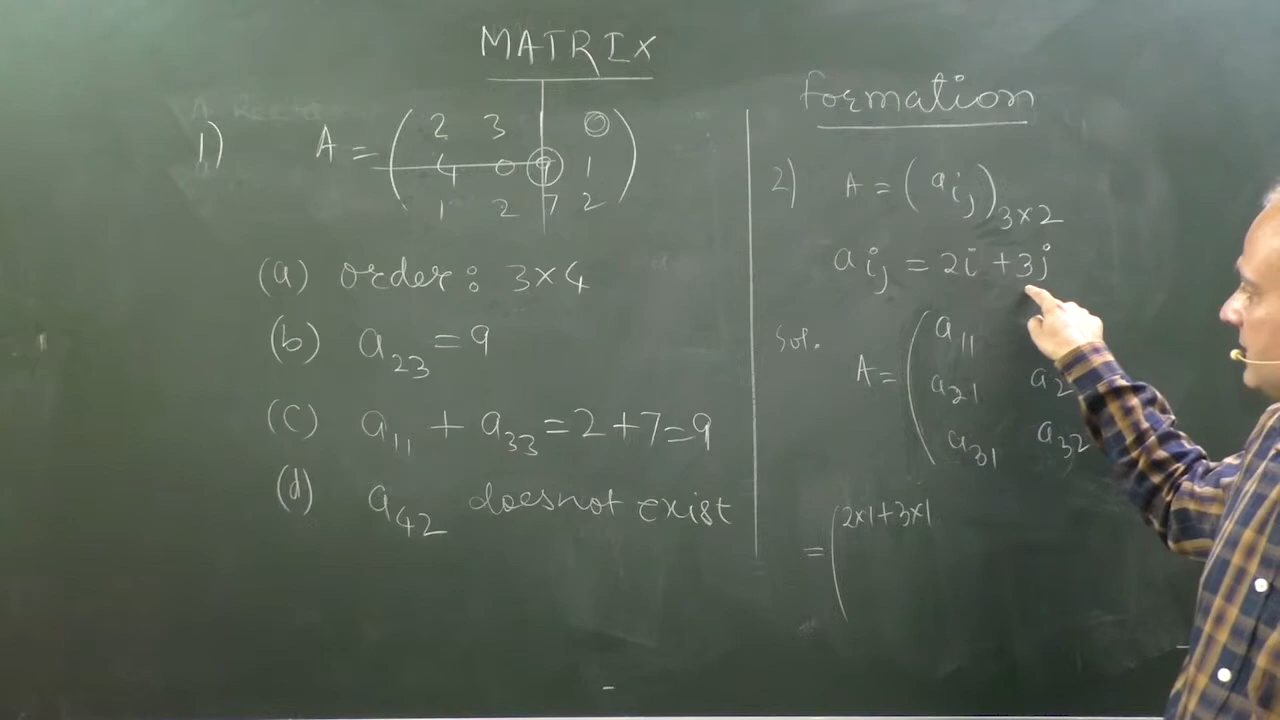 MATRIX
1) A = ( 2 3 0 )
4 0 9 1
1 2 7 2
(a) order : 3×4
(b) a23 = 9
(c) a11 + a33 = 2+7=9
(d) a42 doesnot exist
formation
2) A = (aij)3×2
aij = 2i +3j
Sol.
A = ( a11
a21 a2
a31 a32
= ( 2×1+3×1